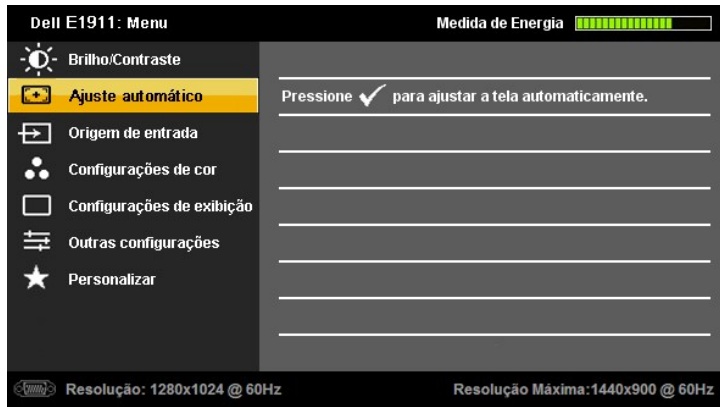 Dell E1911: Menu
Medida de Energia
Brilho/Contraste
Ajuste automático
Pressione para ajustar a tela automaticamente.
Origem de entrada
Configurações de cor
Configurações de exibição
Outras configurações
Personalizar
Resolução: 1280x1024 @ 60Hz
Resolução Máxima:1440x900 @ 60Hz